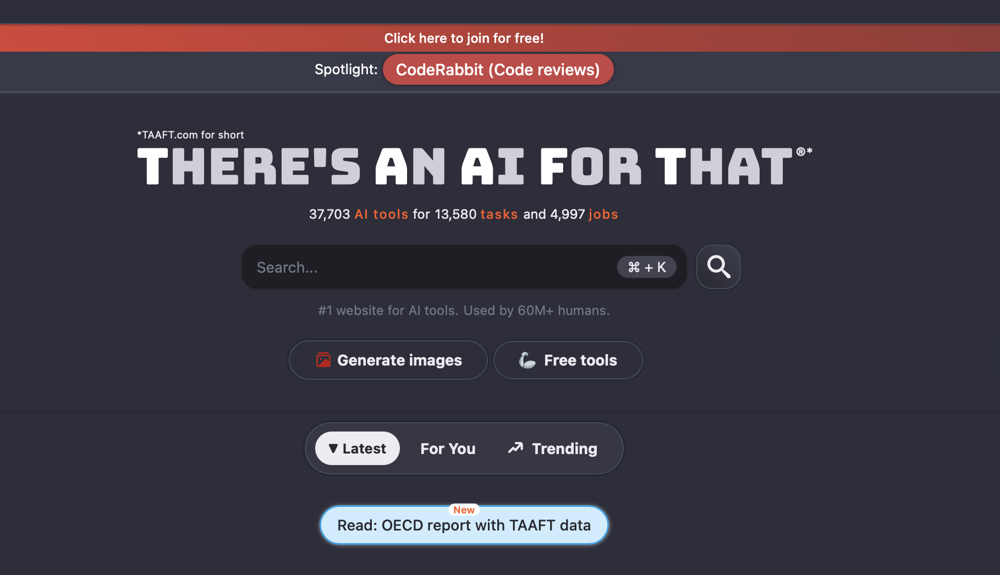 Click here to join for free!
Spotlight: CodeRabbit (Code reviews)
*TAAFT.com for short
THERE'S AN AI FOR THAT®*
37,703 AI tools for 13,580 tasks and 4,997 jobs
Search... ⌘ + K
#1 website for AI tools. Used by 60M+ humans.
Generate images Free tools
▼ Latest For You Trending
New
Read: OECD report with TAAFT data